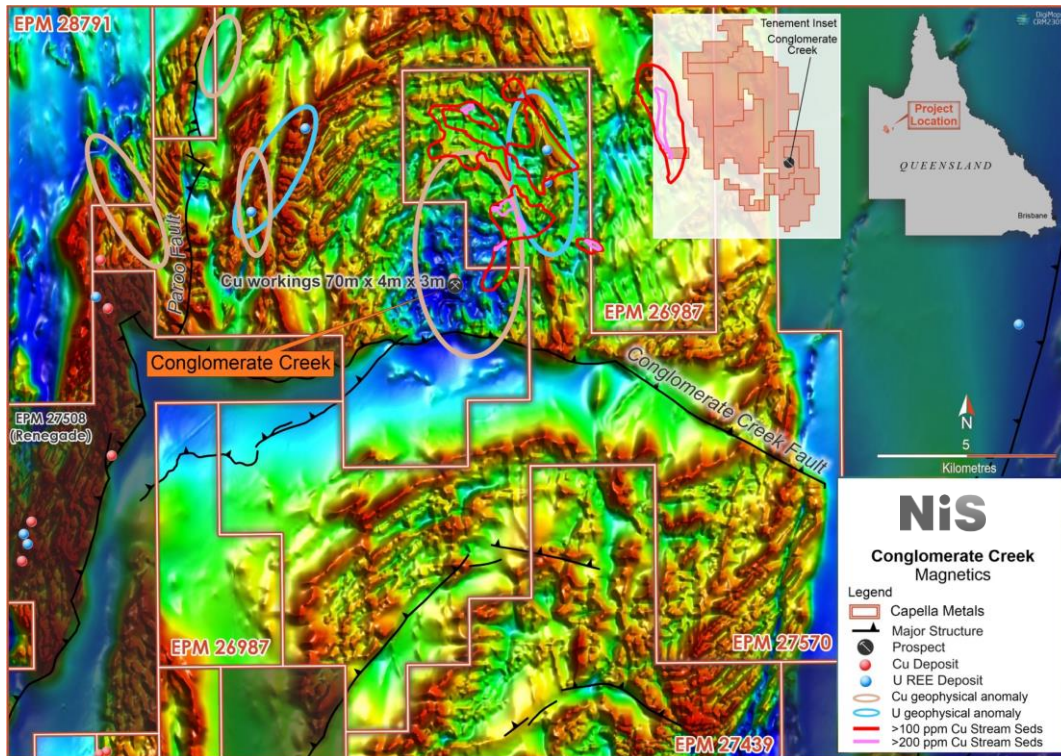 EPM 28791
Tenement Inset
Conglomerate
Creek
Project
Location
QUEENSLAND
Brisbane
Paroo Fault
Cu workings 70m x 4m x 3m
EPM 26987
Conglomerate Creek
Conglomerate Creek Fault
EPM 27508
(Renegade)
N
5
Kilometres
EPM 26987
EPM 27570
EPM 27439
NiS
Conglomerate Creek
Magnetics
Legend
Capella Metals
Major Structure
Prospect
Cu Deposit
U REE Deposit
Cu geophysical anomaly
U geophysical anomaly
>100 ppm Cu Stream Seds
>200 ppm Cu Stream Seds